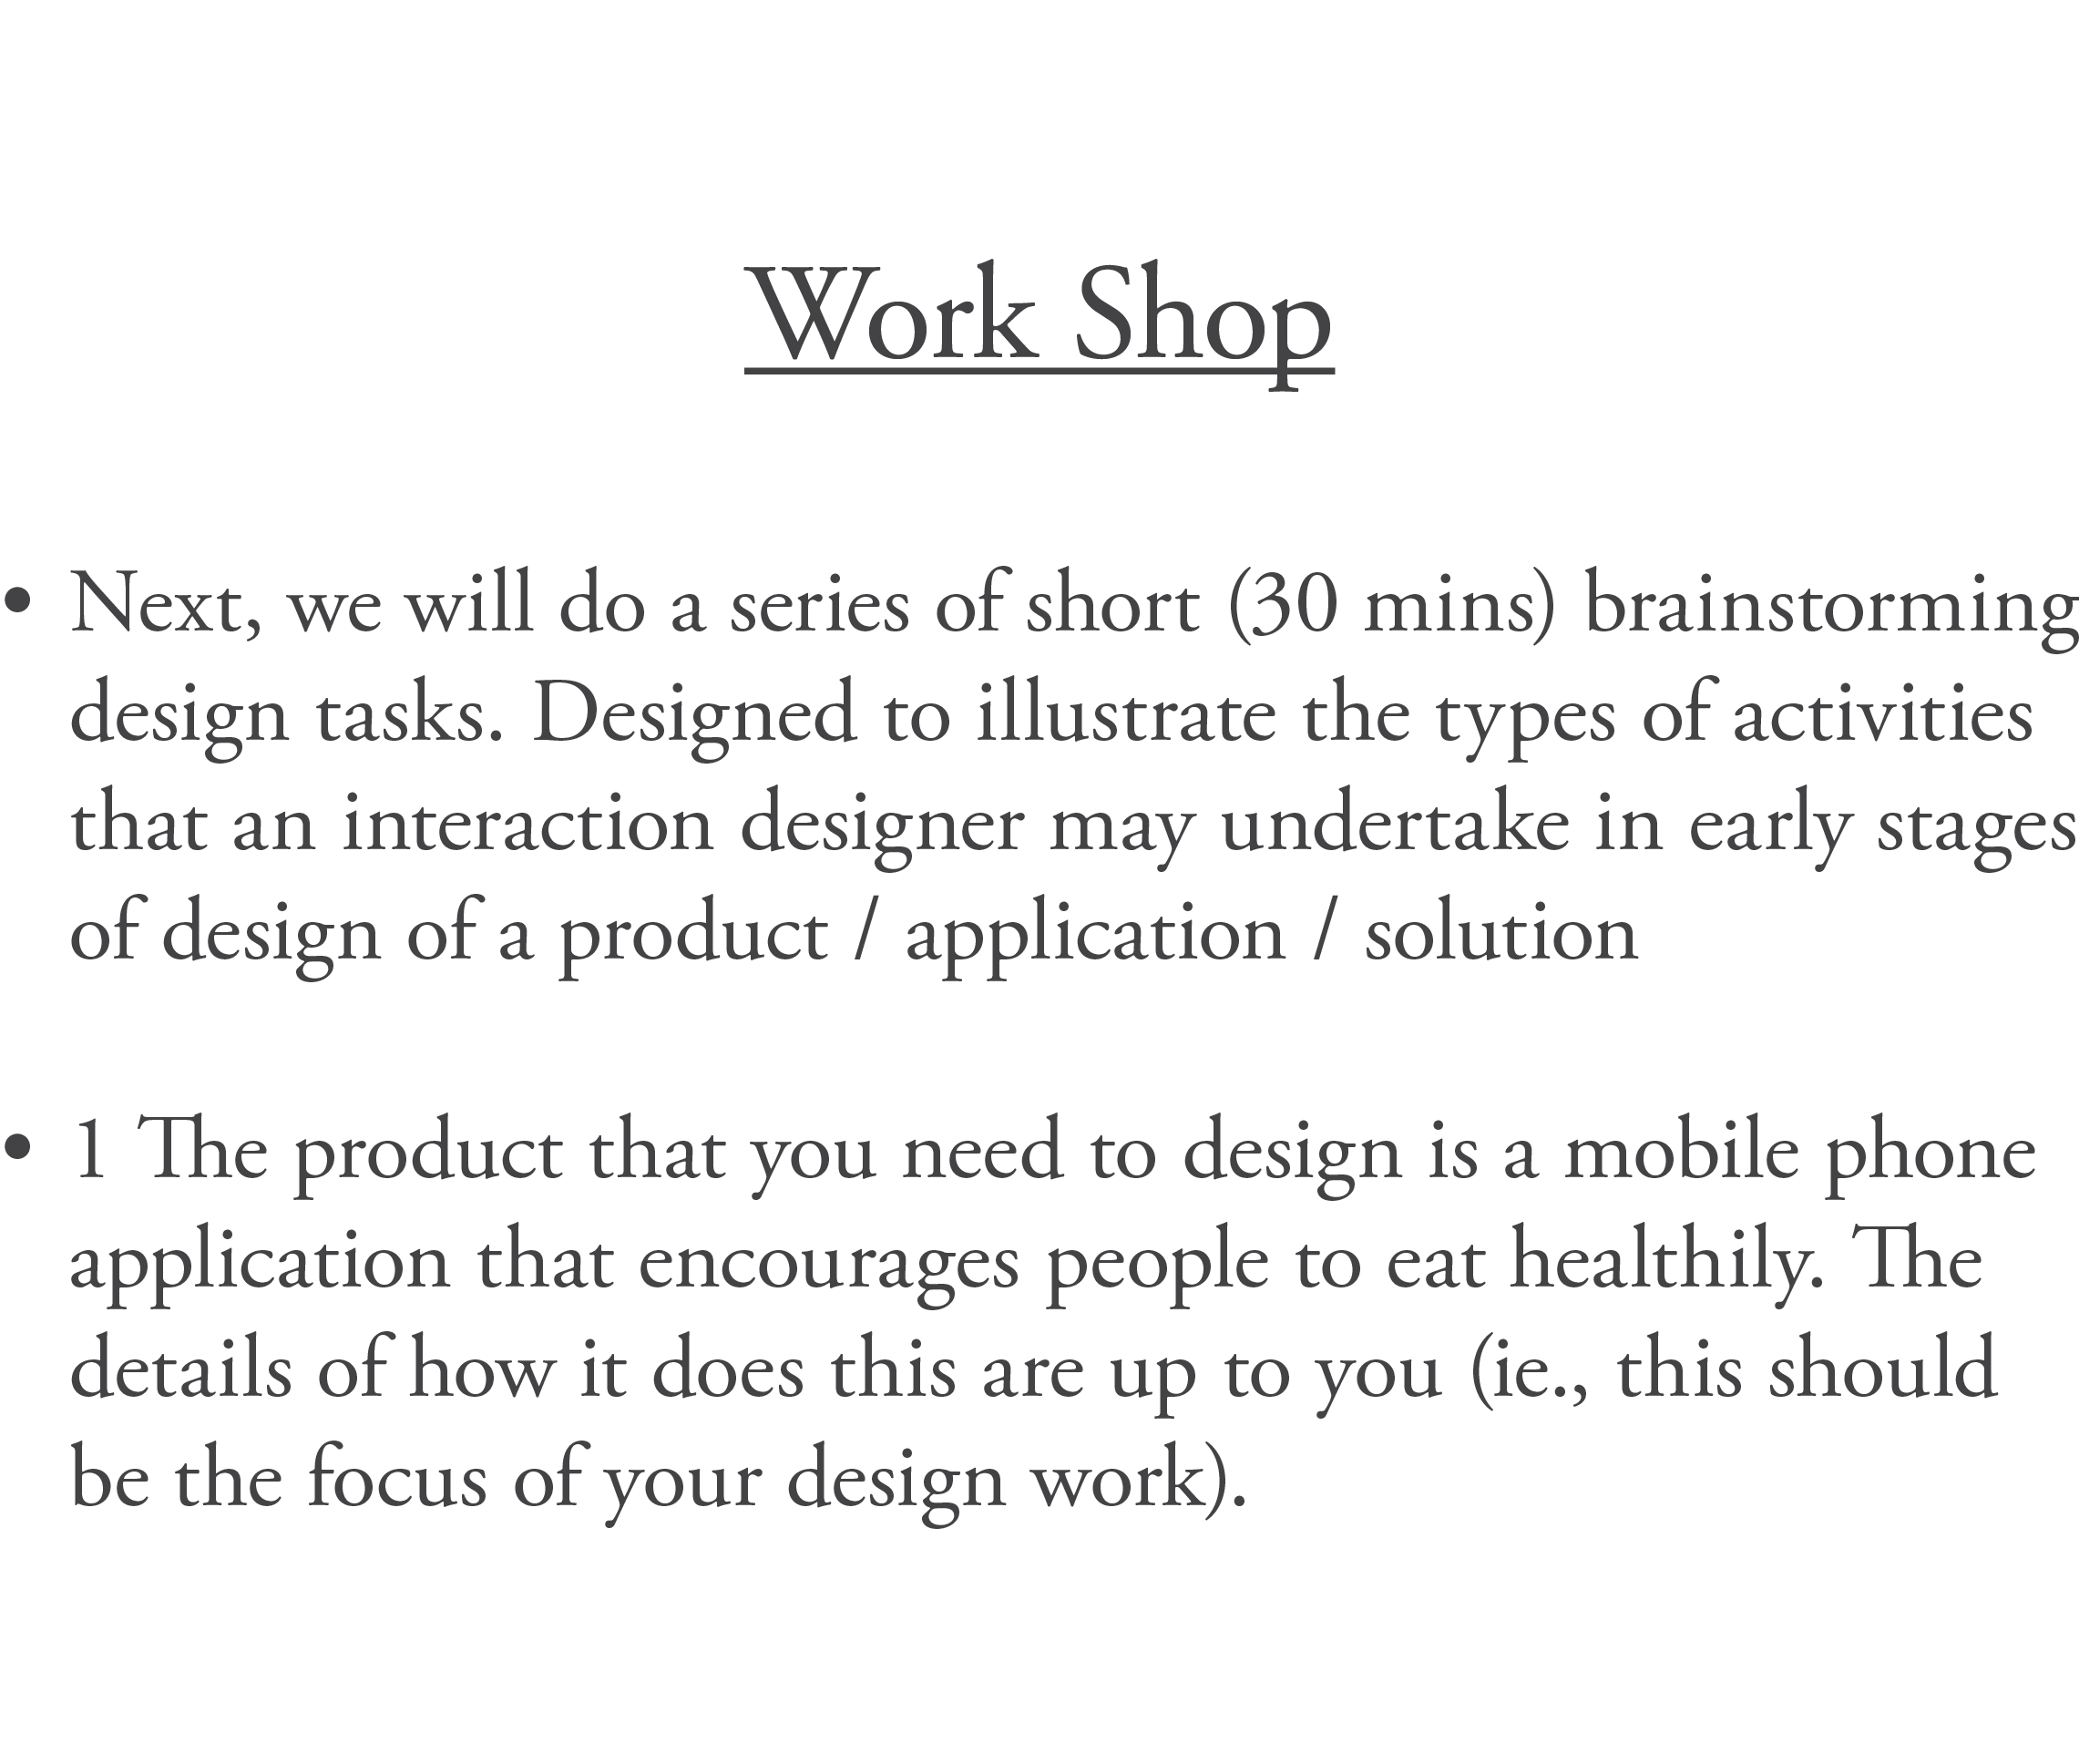 Work Shop
• Next, we will do a series of short (30 mins) brainstorming
design tasks. Designed to illustrate the types of activities
that an interaction designer may undertake in early stages
of design of a product / application / solution
• 1 The product that you need to design is a mobile phone
application that encourages people to eat healthily. The
details of how it does this are up to you (ie., this should
be the focus of your design work).